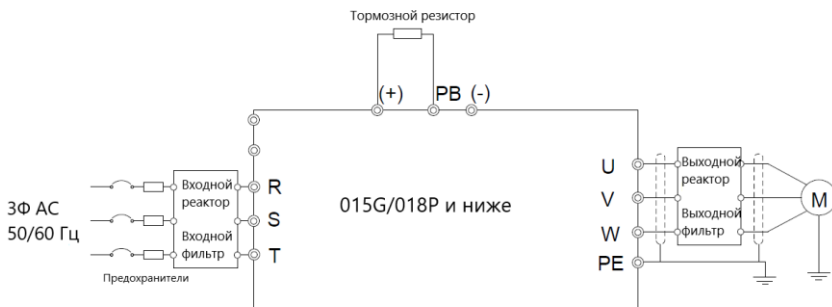 Тормозной резистор
(+) PB (-)
Входной
реактор
Входной
фильтр
R
S
T
3Ф AC
50/60 Гц
Предохранители
015G/018P и ниже
U
V
W
PE
Выходной
реактор
Выходной
фильтр
M